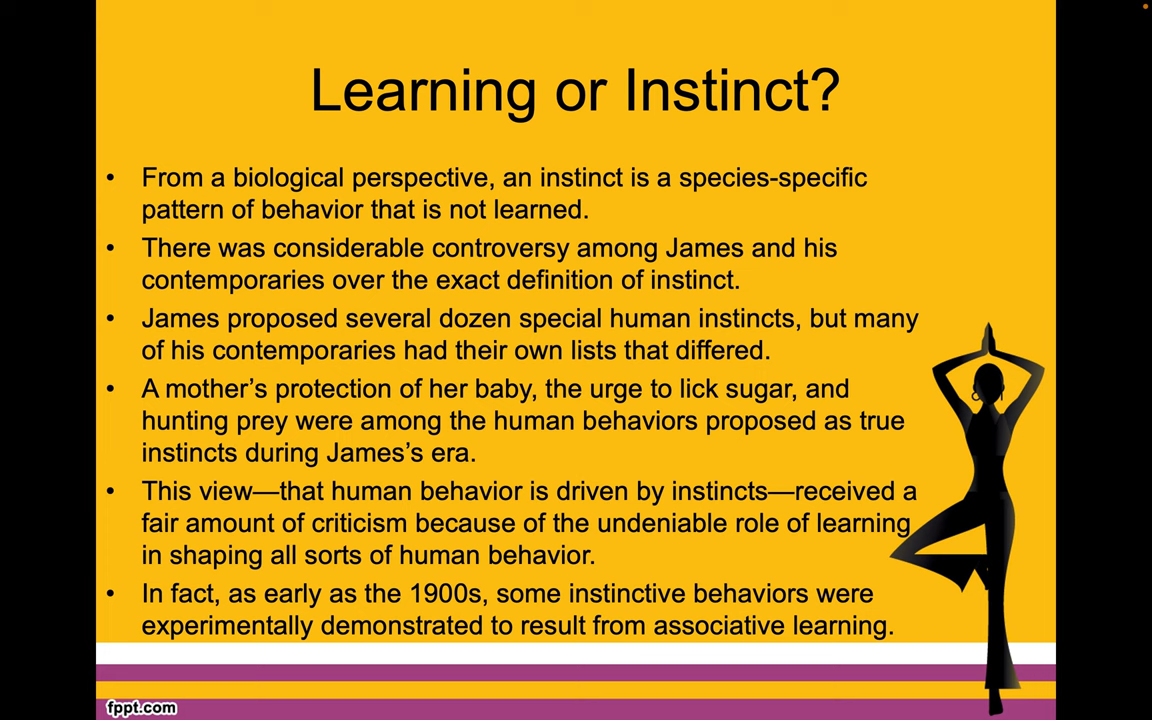 Learning or Instinct?
• From a biological perspective, an instinct is a species-specific
pattern of behavior that is not learned.
• There was considerable controversy among James and his
contemporaries over the exact definition of instinct.
• James proposed several dozen special human instincts, but many
of his contemporaries had their own lists that differed.
• A mother’s protection of her baby, the urge to lick sugar, and
hunting prey were among the human behaviors proposed as true
instincts during James’s era.
• This view—that human behavior is driven by instincts—received a
fair amount of criticism because of the undeniable role of learning
in shaping all sorts of human behavior.
• In fact, as early as the 1900s, some instinctive behaviors were
experimentally demonstrated to result from associative learning.
fppt.com